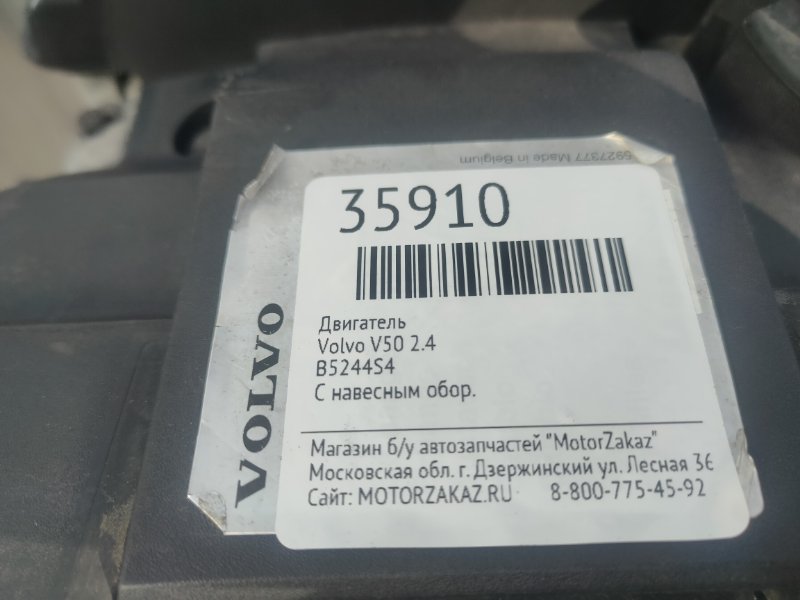 6927377 Made in Belgium
VOLVO
35910
Двигатель
Volvo V50 2.4
B5244S4
С навесным обор.
Магазин б/у автозапчастей "MotorZakaz"
Московская обл. г. Дзержинский ул. Лесная 36
Сайт: MOTORZAKAZ.RU 8-800-775-45-92